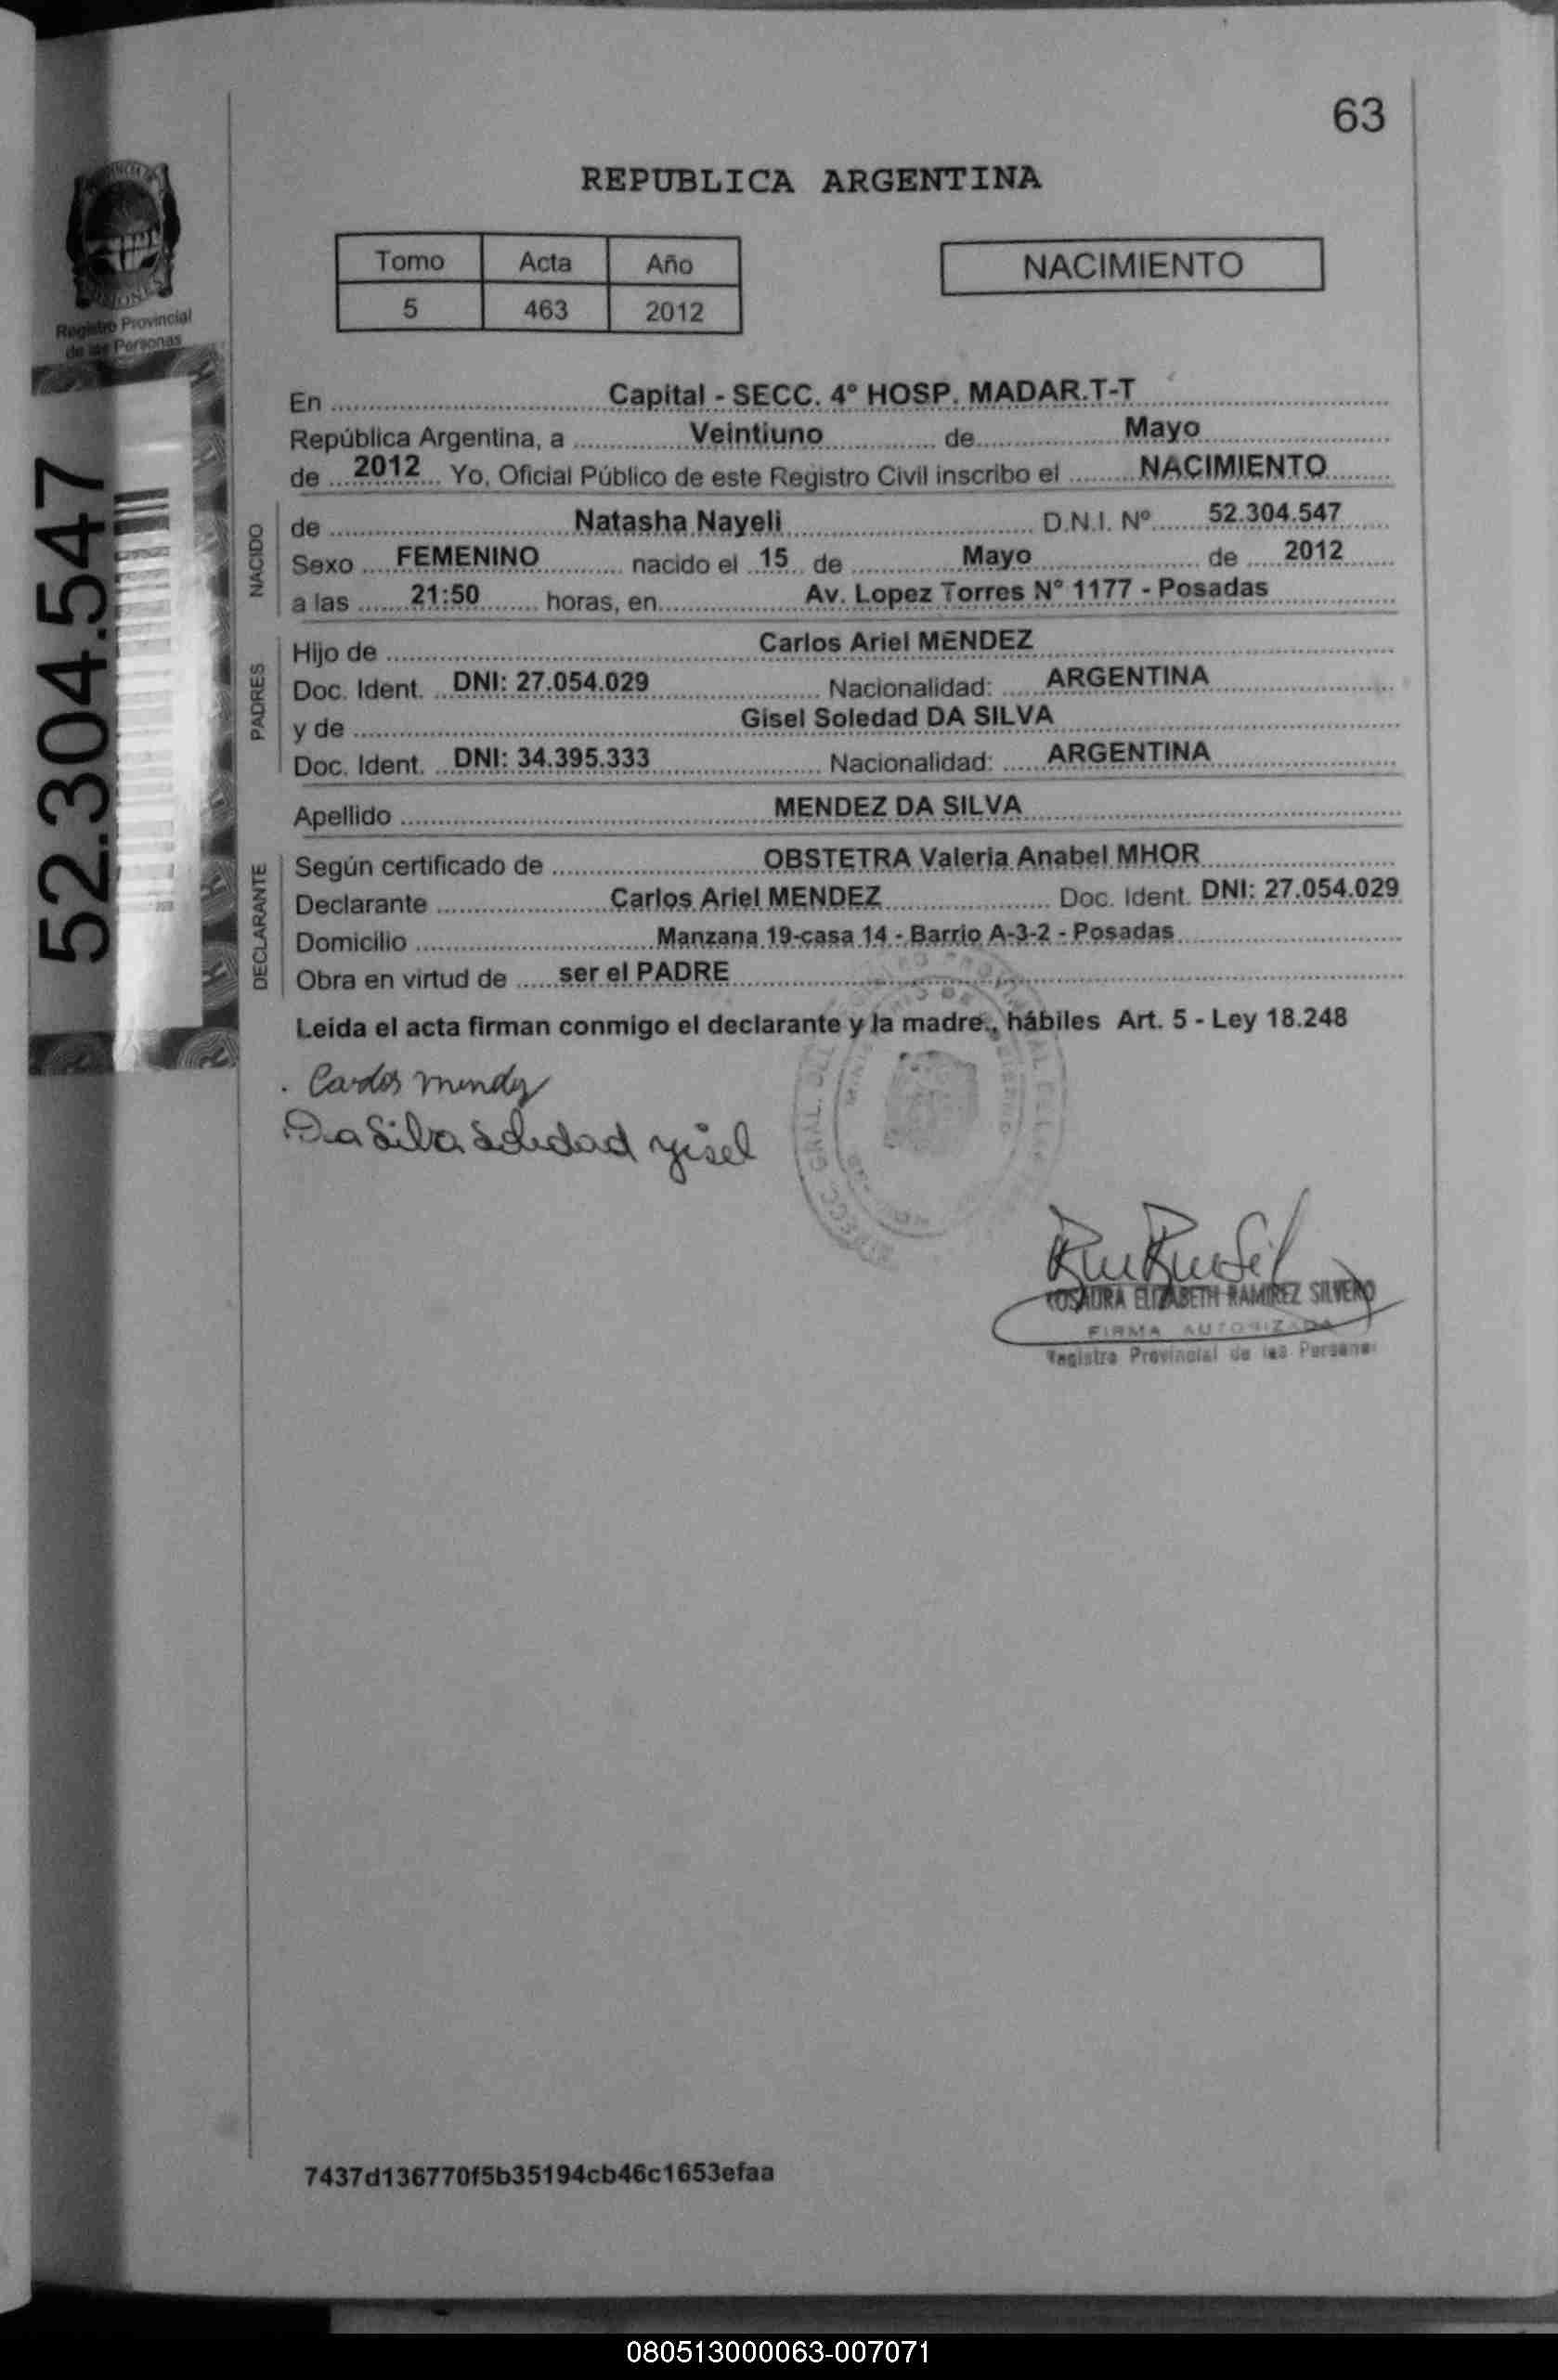 63
REPUBLICA ARGENTINA
Tomo Acta Año
5 463 2012
NACIMIENTO
Registro Provincial
de las Personas
52.304.547
En Capital - SECC. 4° HOSP. MADAR.T-T
República Argentina, a Veintiuno de Mayo
de 2012 Yo, Oficial Público de este Registro Civil inscribo el NACIMIENTO
NACIDO
de Natasha Nayeli D.N.I. Nº 52.304.547
Sexo FEMENINO nacido el 15 de Mayo de 2012
a las 21:50 horas, en Av. Lopez Torres N° 1177 - Posadas
PADRES
Hijo de Carlos Ariel MENDEZ
Doc. Ident. DNI: 27.054.029 Nacionalidad: ARGENTINA
y de Gisel Soledad DA SILVA
Doc. Ident. DNI: 34.395.333 Nacionalidad: ARGENTINA
Apellido MENDEZ DA SILVA
DECLARANTE
Según certificado de OBSTETRA Valeria Anabel MHOR
Declarante Carlos Ariel MENDEZ Doc. Ident. DNI: 27.054.029
Domicilio Manzana 19-casa 14 - Barrio A-3-2 - Posadas
Obra en virtud de ser el PADRE
Leida el acta firman conmigo el declarante y la madre., hábiles Art. 5 - Ley 18.248
Carlos Mendez
Da Silva Soledad Gisel
ROSAURA ELIZABETH RAMIREZ SILVERO
FIRMA AUTORIZADA
Registro Provincial de las Personas
7437d136770f5b35194cb46c1653efaa
080513000063-007071